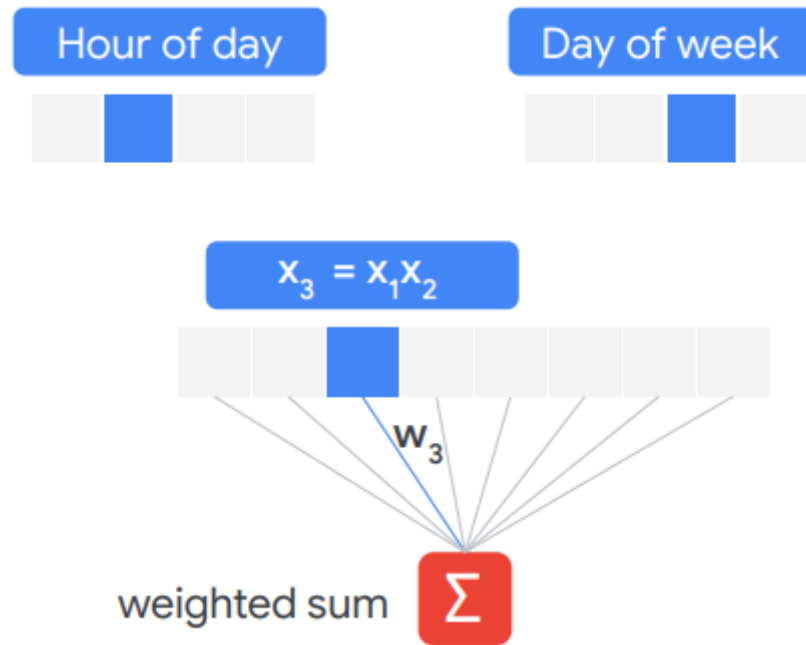 Hour of day
Day of week
x₃ = x₁x₂
w₃
weighted sum
Σ